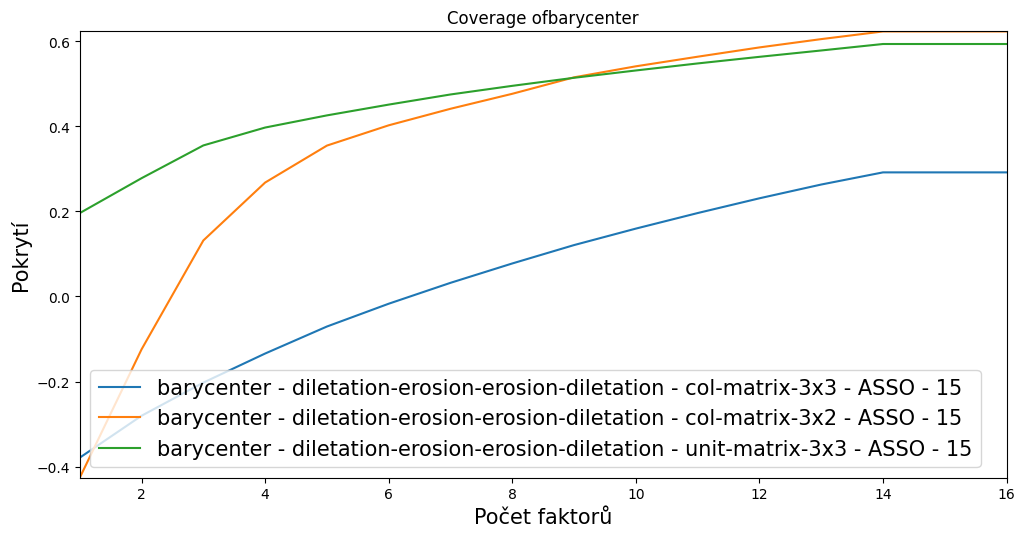 Coverage ofbarycenter
0.6
0.4
0.2
0.0
−0.2
−0.4
Pokrytí
barycenter - diletation-erosion-erosion-diletation - col-matrix-3x3 - ASSO - 15
barycenter - diletation-erosion-erosion-diletation - col-matrix-3x2 - ASSO - 15
barycenter - diletation-erosion-erosion-diletation - unit-matrix-3x3 - ASSO - 15
2 4 6 8 10 12 14 16
Počet faktorů